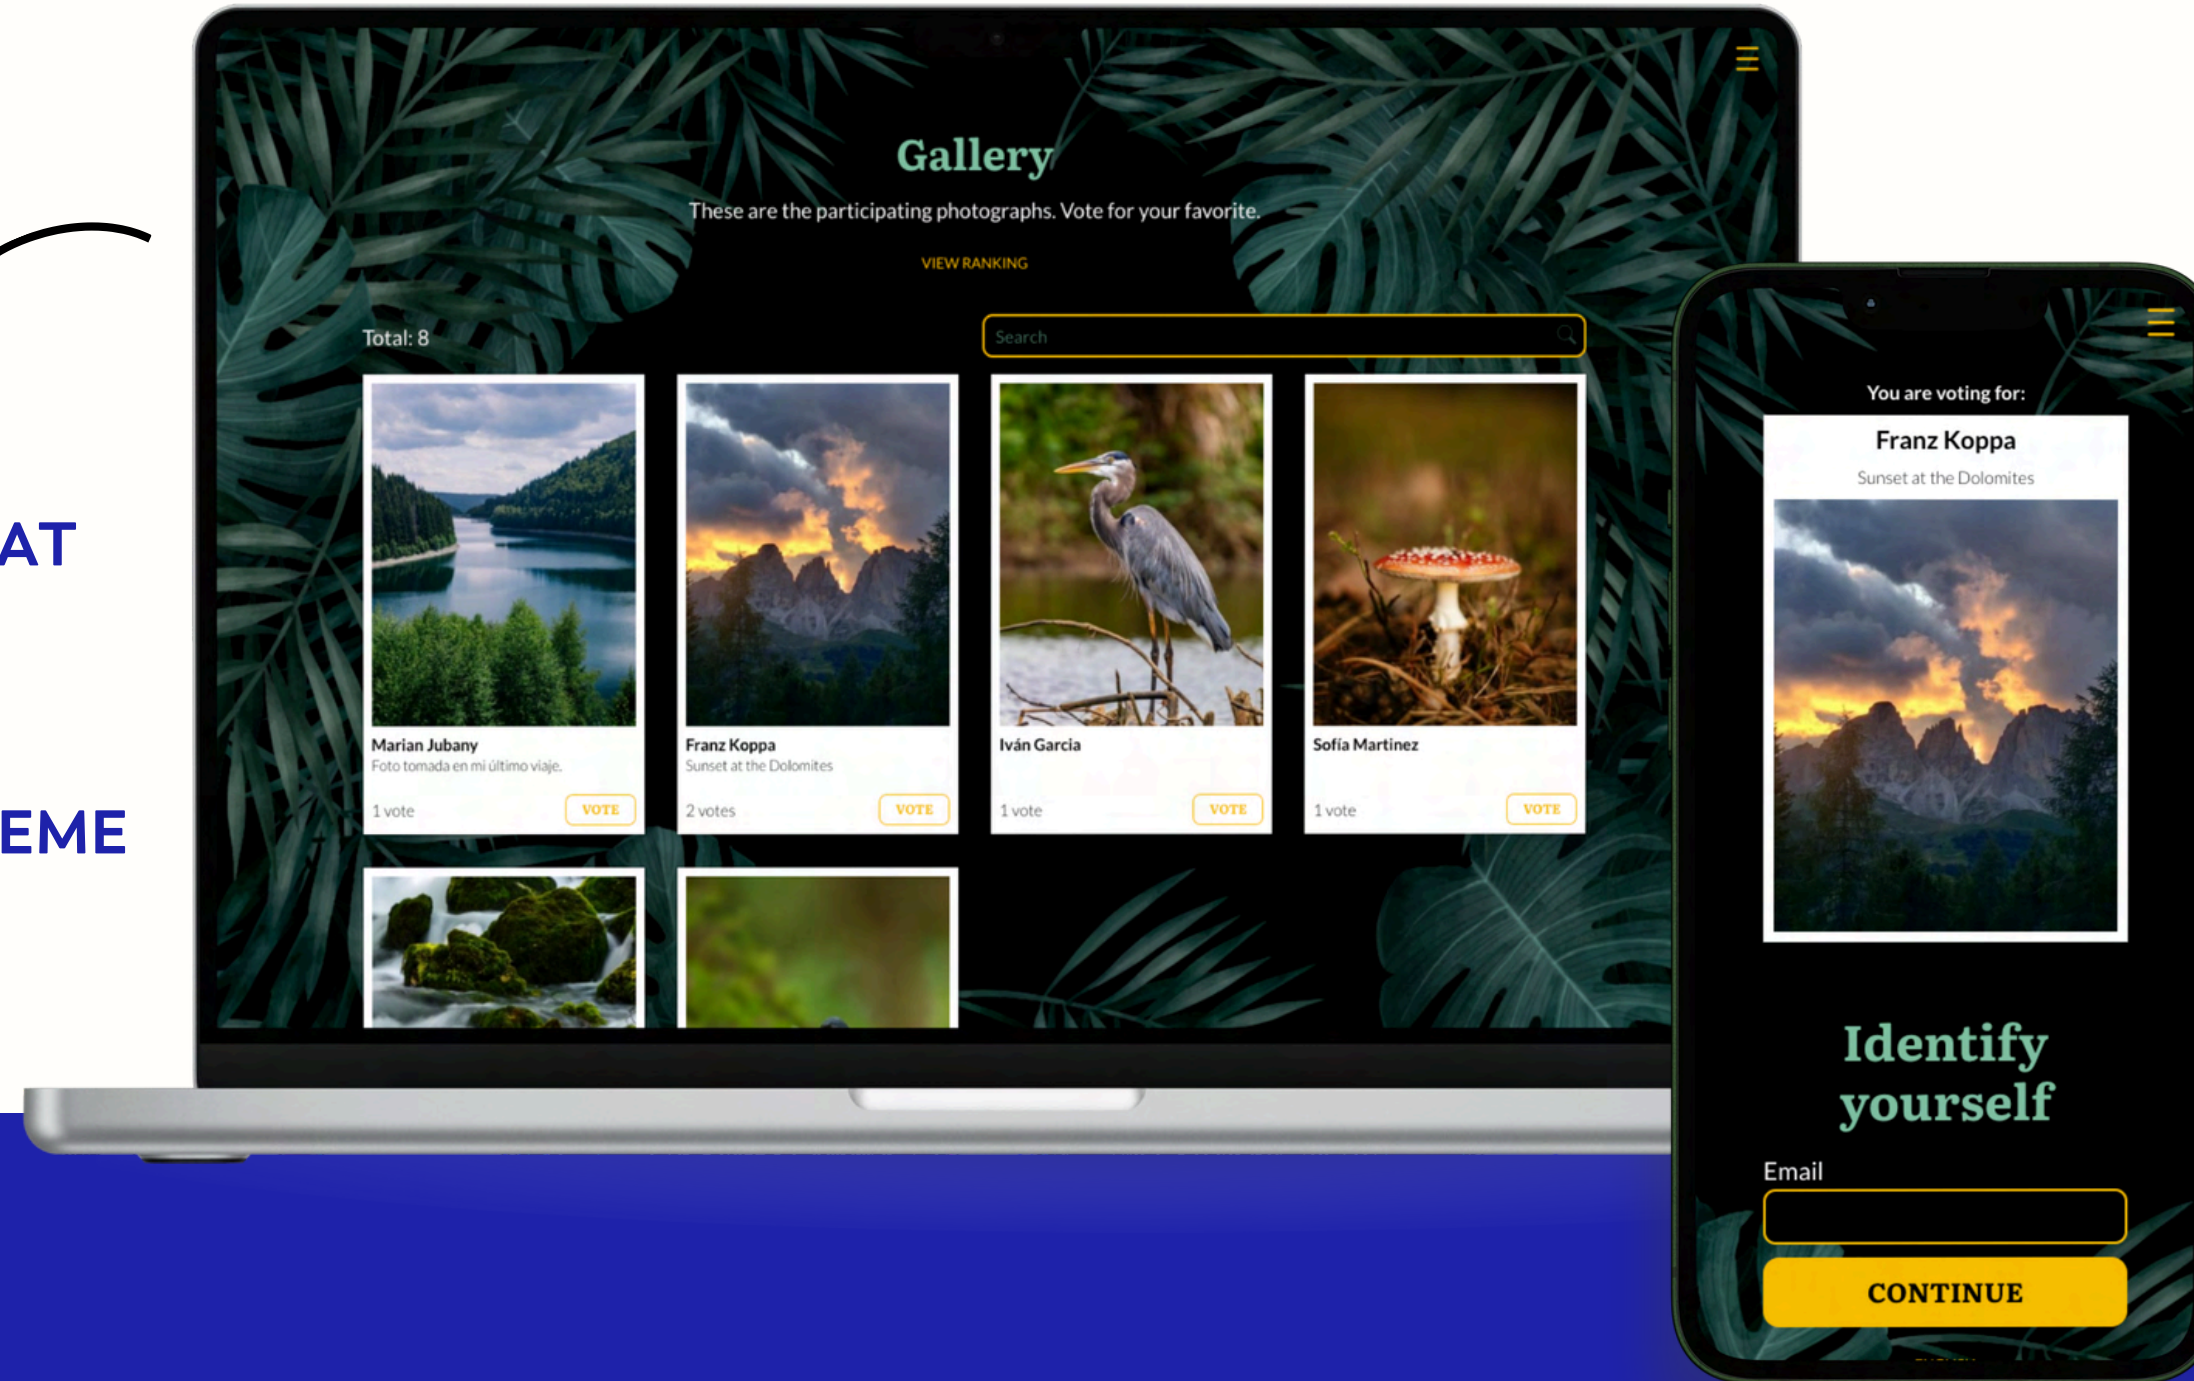 AT
EME
Gallery
These are the participating photographs. Vote for your favorite.
VIEW RANKING
Total: 8
Search
Marian Jubany
Foto tomada en mi último viaje.
1 vote
VOTE
Franz Koppa
Sunset at the Dolomites
2 votes
VOTE
Iván Garcia
1 vote
VOTE
Sofía Martinez
1 vote
VOTE
You are voting for:
Franz Koppa
Sunset at the Dolomites
Identify
yourself
Email
CONTINUE